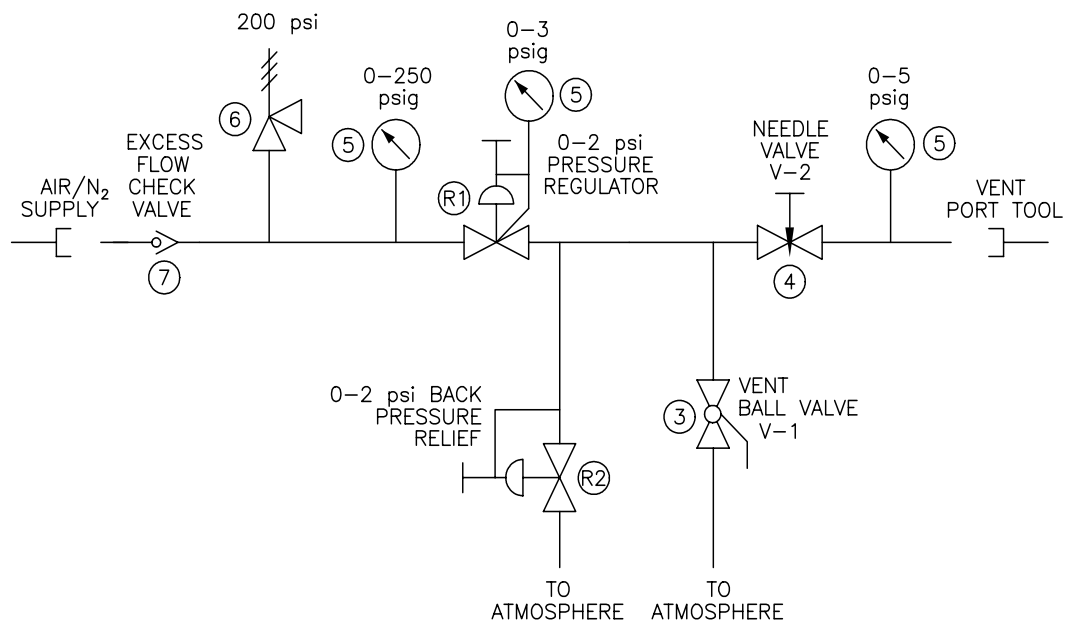 200 psi
0-3
psig
5
0-250
psig
5
6
0-5
psig
5
EXCESS
FLOW
CHECK
VALVE
AIR/N2
SUPPLY
7
R1
0-2 psi
PRESSURE
REGULATOR
NEEDLE
VALVE
V-2
4
VENT
PORT TOOL
0-2 psi BACK
PRESSURE
RELIEF
R2
3
VENT
BALL VALVE
V-1
TO
ATMOSPHERE
TO
ATMOSPHERE